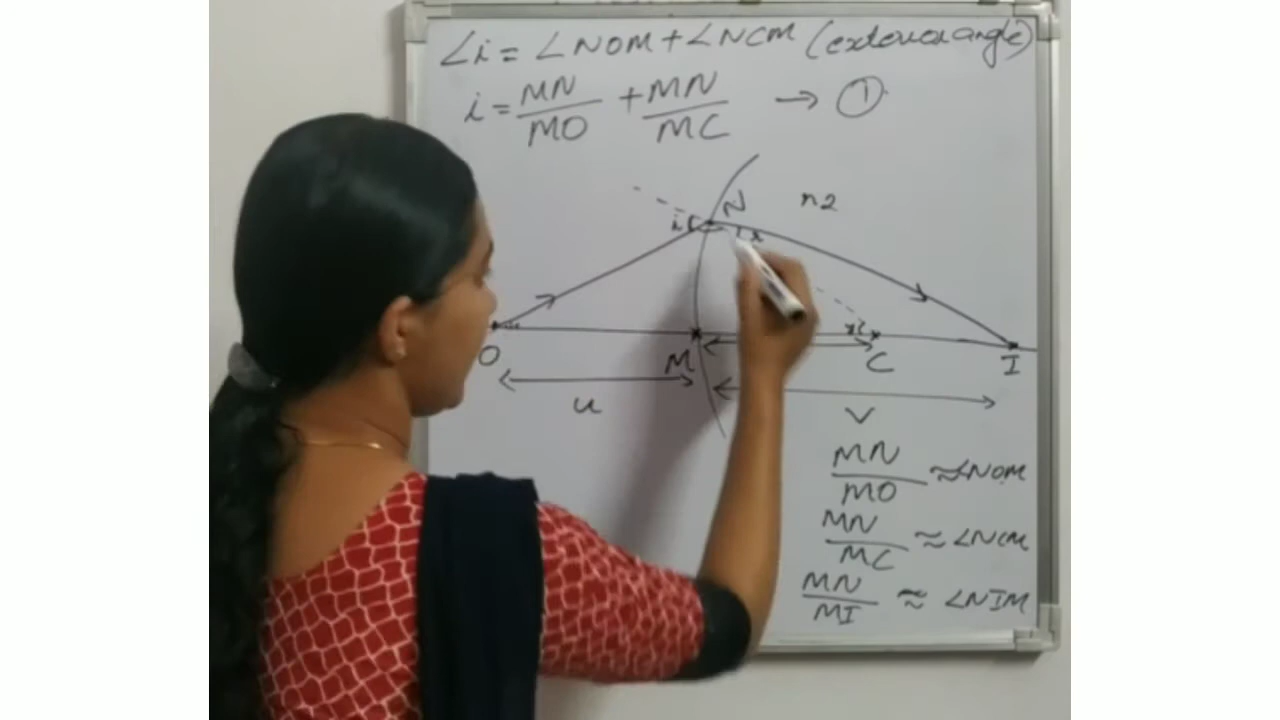 ∠i = ∠NOM + ∠NCM (exterior angle)
i = MN/MO + MN/MC → ①
N
n2
i
r
O
M
C
I
u
V
MN/MO ≈ ∠NOM
MN/MC ≈ ∠NCM
MN/MI ≈ ∠NIM